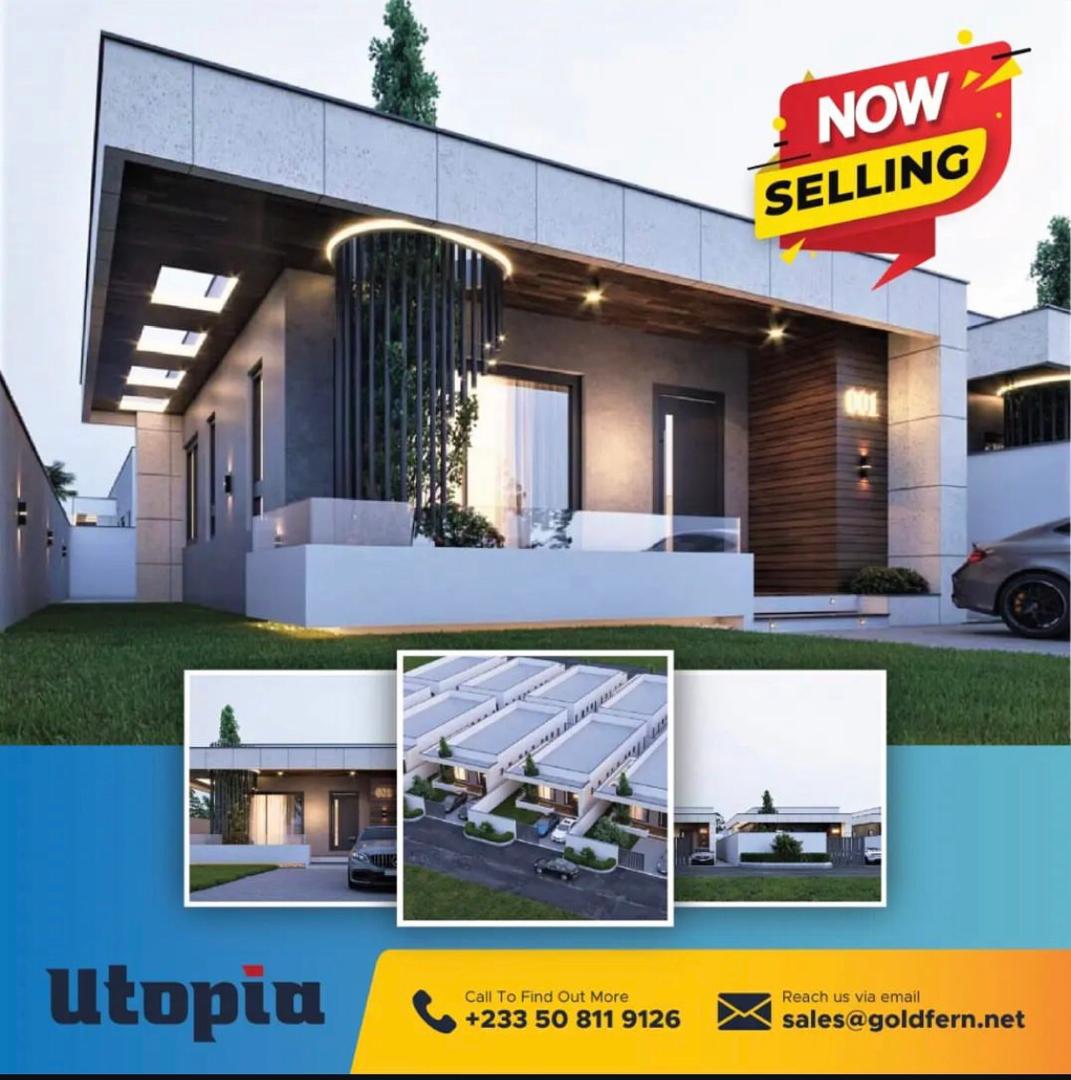 NOW
SELLING
001
utopia
Call To Find Out More
+233 50 811 9126
Reach us via email
sales@goldfern.net